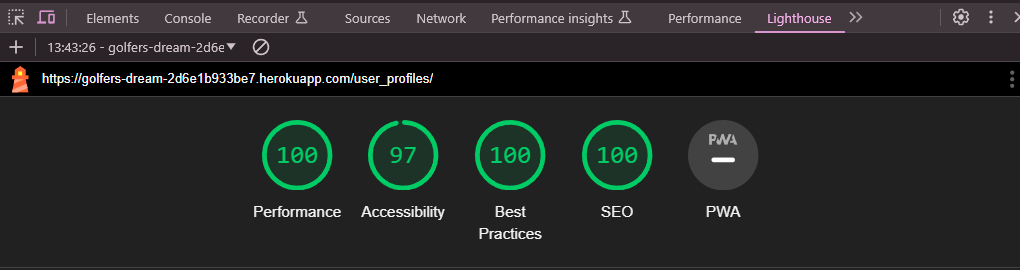 Elements Console Recorder Sources Network Performance insights Performance Lighthouse
13:43:26 - golfers-dream-2d6e
https://golfers-dream-2d6e1b933be7.herokuapp.com/user_profiles/
100 97 100 100 PWA
Performance Accessibility Best Practices SEO PWA